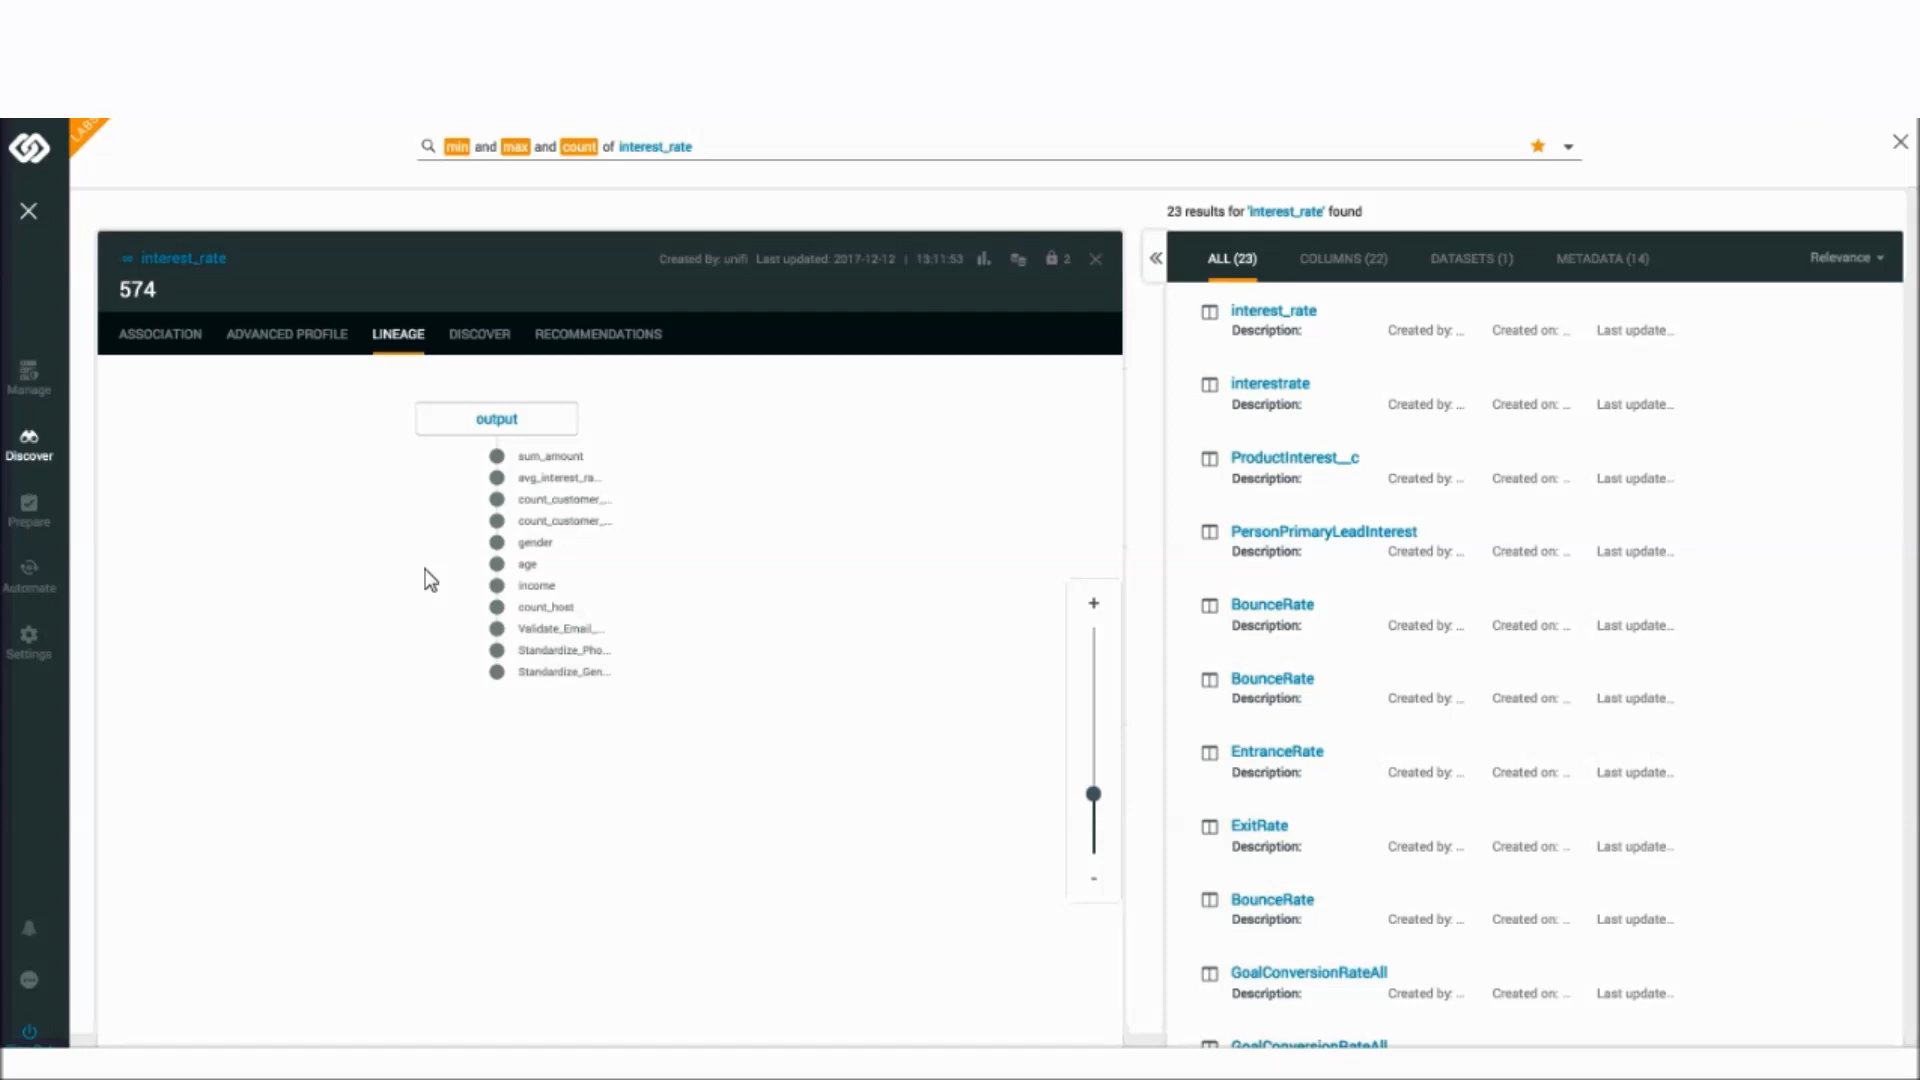 LABS
min and max and count of interest_rate
23 results for 'interest_rate' found
interest_rate
Created By: unifi Last updated: 2017-12-12 | 13:11:53
2
574
ASSOCIATION ADVANCED PROFILE LINEAGE DISCOVER RECOMMENDATIONS
output
sum_amount
avg_interest_ra...
count_customer_...
count_customer_...
gender
age
income
count_host
Validate_Email_...
Standardize_Pho...
Standardize_Gen...
+
-
Manage
Discover
Prepare
Automate
Settings
ALL (23) COLUMNS (22) DATASETS (1) METADATA (14) Relevance
interest_rate
Description: Created by: ... Created on: ... Last update...
interestrate
Description: Created by: ... Created on: ... Last update...
ProductInterest__c
Description: Created by: ... Created on: ... Last update...
PersonPrimaryLeadInterest
Description: Created by: ... Created on: ... Last update...
BounceRate
Description: Created by: ... Created on: ... Last update...
BounceRate
Description: Created by: ... Created on: ... Last update...
EntranceRate
Description: Created by: ... Created on: ... Last update...
ExitRate
Description: Created by: ... Created on: ... Last update...
BounceRate
Description: Created by: ... Created on: ... Last update...
GoalConversionRateAll
Description: Created by: ... Created on: ... Last update...
GoalConversionRateAll